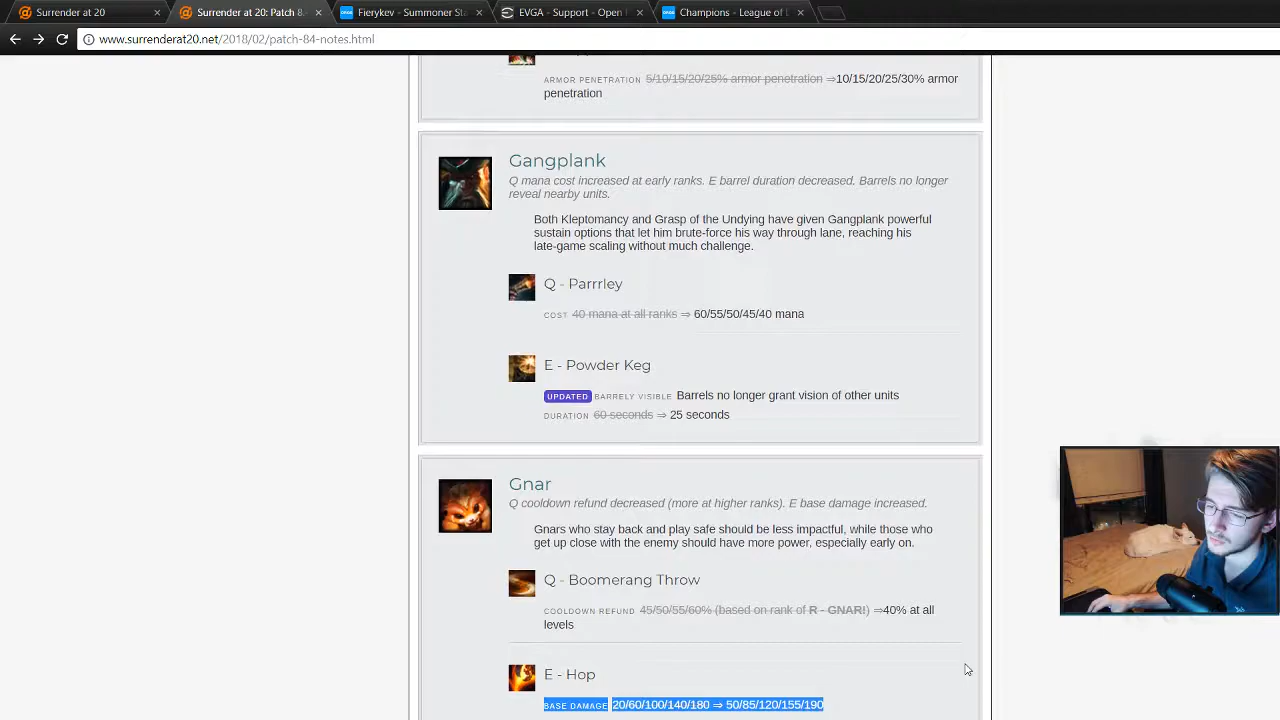 Surrender at 20
Surrender at 20: Patch 8.
Fierykev - Summoner St
EVGA - Support - Open
Champions - League of L
www.surrenderat20.net/2018/02/patch-84-notes.html
ARMOR PENETRATION 5/10/15/20/25% armor penetration ⇒10/15/20/25/30% armor
penetration
Gangplank
Q mana cost increased at early ranks. E barrel duration decreased. Barrels no longer
reveal nearby units.
Both Kleptomancy and Grasp of the Undying have given Gangplank powerful
sustain options that let him brute-force his way through lane, reaching his
late-game scaling without much challenge.
Q - Parrrley
COST 40 mana at all ranks ⇒ 60/55/50/45/40 mana
E - Powder Keg
UPDATED BARRELY VISIBLE Barrels no longer grant vision of other units
DURATION 60 seconds ⇒ 25 seconds
Gnar
Q cooldown refund decreased (more at higher ranks). E base damage increased.
Gnars who stay back and play safe should be less impactful, while those who
get up close with the enemy should have more power, especially early on.
Q - Boomerang Throw
COOLDOWN REFUND 45/50/55/60% (based on rank of R - GNAR!) ⇒40% at all
levels
E - Hop
BASE DAMAGE 20/60/100/140/180 ⇒ 50/85/120/155/190